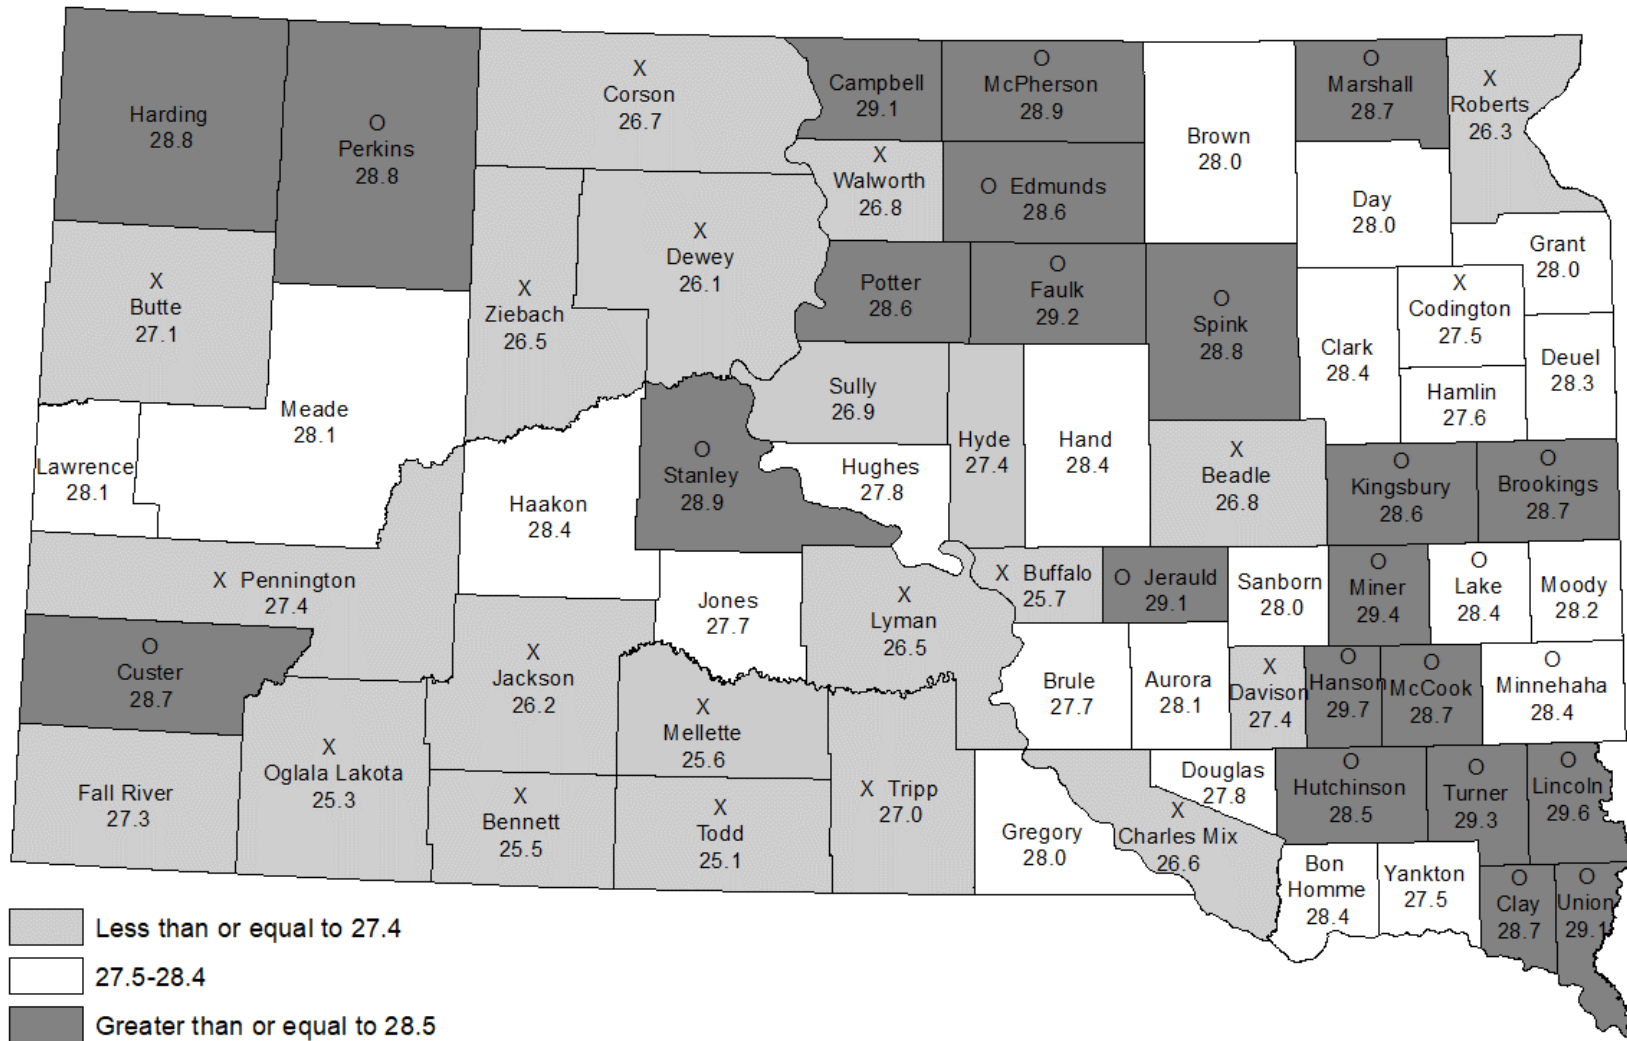 Harding
28.8
O
Perkins
28.8
X
Corson
26.7
Campbell
29.1
O
McPherson
28.9
Brown
28.0
O
Marshall
28.7
X
Roberts
26.3
X
Walworth
26.8
O Edmunds
28.6
Day
28.0
Grant
28.0
X
Butte
27.1
X
Ziebach
26.5
X
Dewey
26.1
Potter
28.6
O
Faulk
29.2
O
Spink
28.8
Clark
28.4
X
Codington
27.5
Deuel
28.3
Hamlin
27.6
Meade
28.1
Lawrence
28.1
Haakon
28.4
O
Stanley
28.9
Sully
26.9
Hughes
27.8
Hyde
27.4
Hand
28.4
X
Beadle
26.8
O
Kingsbury
28.6
O
Brookings
28.7
X Pennington
27.4
Jones
27.7
X
Lyman
26.5
X Buffalo
25.7
O Jerauld
29.1
Sanborn
28.0
O
Miner
29.4
O
Lake
28.4
Moody
28.2
O
Custer
28.7
X
Jackson
26.2
X
Mellette
25.6
Brule
27.7
Aurora
28.1
X
Davison
27.4
O
Hanson
29.7
O
McCook
28.7
O
Minnehaha
28.4
Fall River
27.3
X
Oglala Lakota
25.3
X
Bennett
25.5
X
Todd
25.1
X Tripp
27.0
Gregory
28.0
X
Charles Mix
26.6
Douglas
27.8
O
Hutchinson
28.5
O
Turner
29.3
O
Lincoln
29.6
Bon
Homme
28.4
Yankton
27.5
O
Clay
28.7
O
Union
29.1
Less than or equal to 27.4
27.5-28.4
Greater than or equal to 28.5